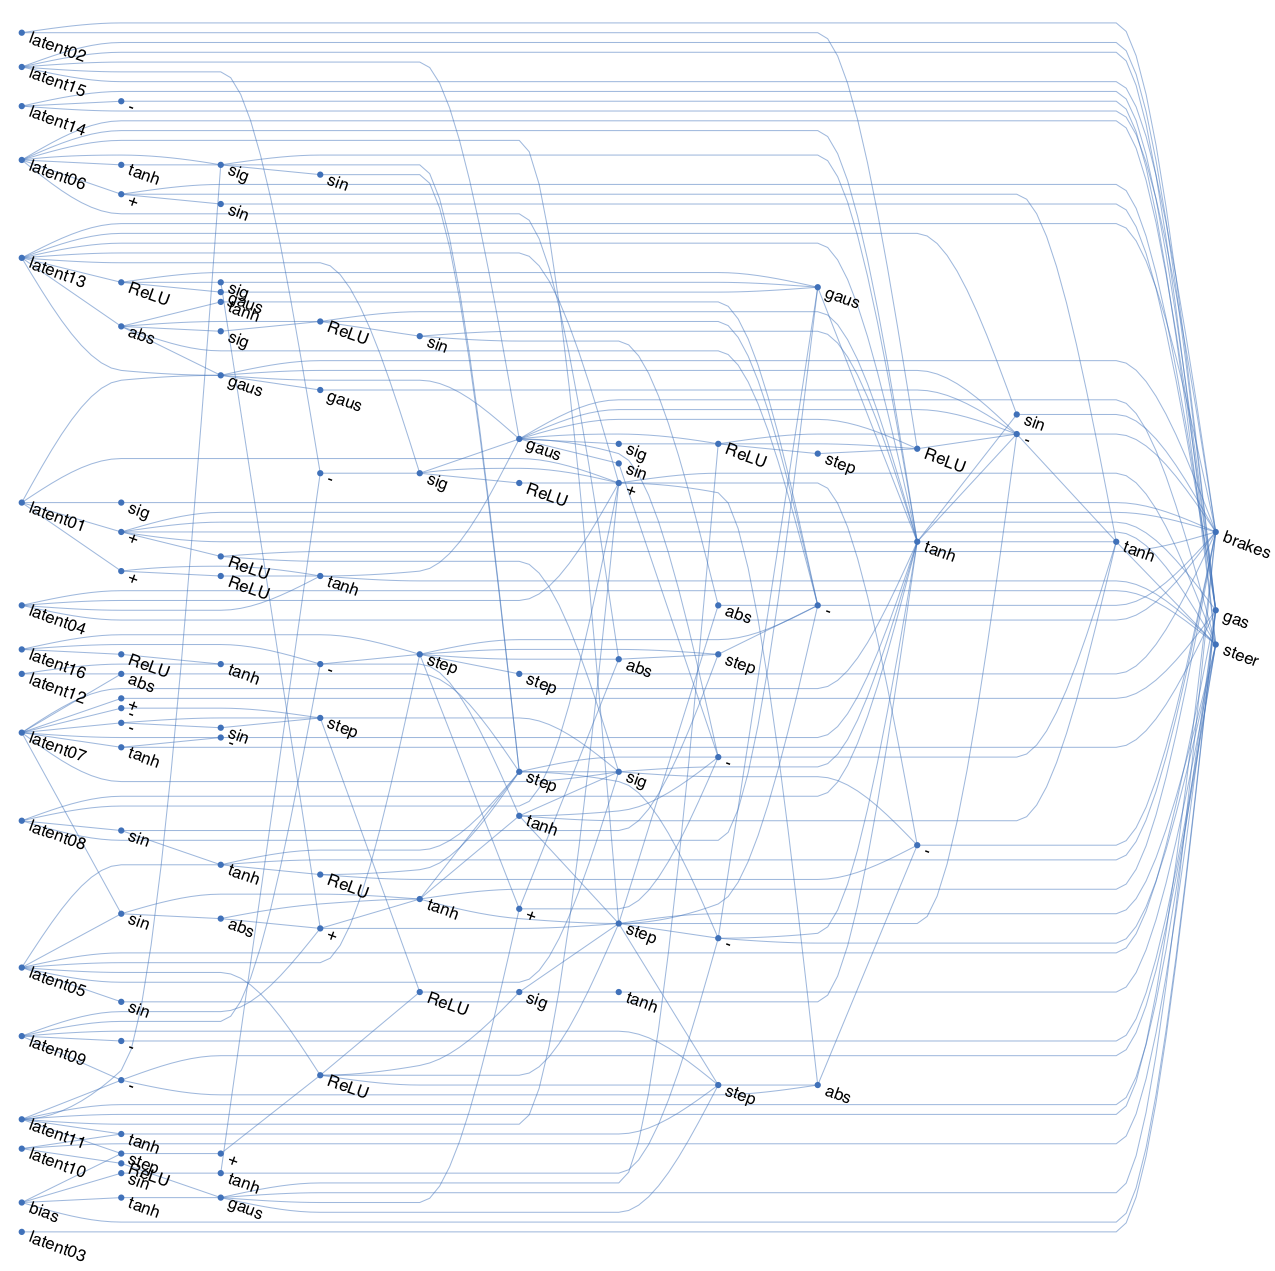 latent02
latent15
-
latent14
tanh
sig
sin
latent06
+
sin
latent13
ReLU
sig
gaus
tanh
gaus
abs
sig
ReLU
sin
gaus
gaus
sin
-
gaus
sig
sin
+
ReLU
step
ReLU
-
sig
ReLU
latent01
sig
+
ReLU
+
ReLU
tanh
tanh
tanh
brakes
latent04
abs
-
gas
steer
latent16
ReLU
tanh
-
step
step
abs
step
latent12
abs
+
-
-
sin
-
step
latent07
tanh
step
sig
-
latent08
sin
tanh
tanh
ReLU
-
sin
abs
+
tanh
+
step
-
latent05
sin
ReLU
sig
tanh
latent09
-
-
ReLU
step
abs
latent11
tanh
step
+
latent10
ReLU
sin
tanh
bias
tanh
gaus
latent03